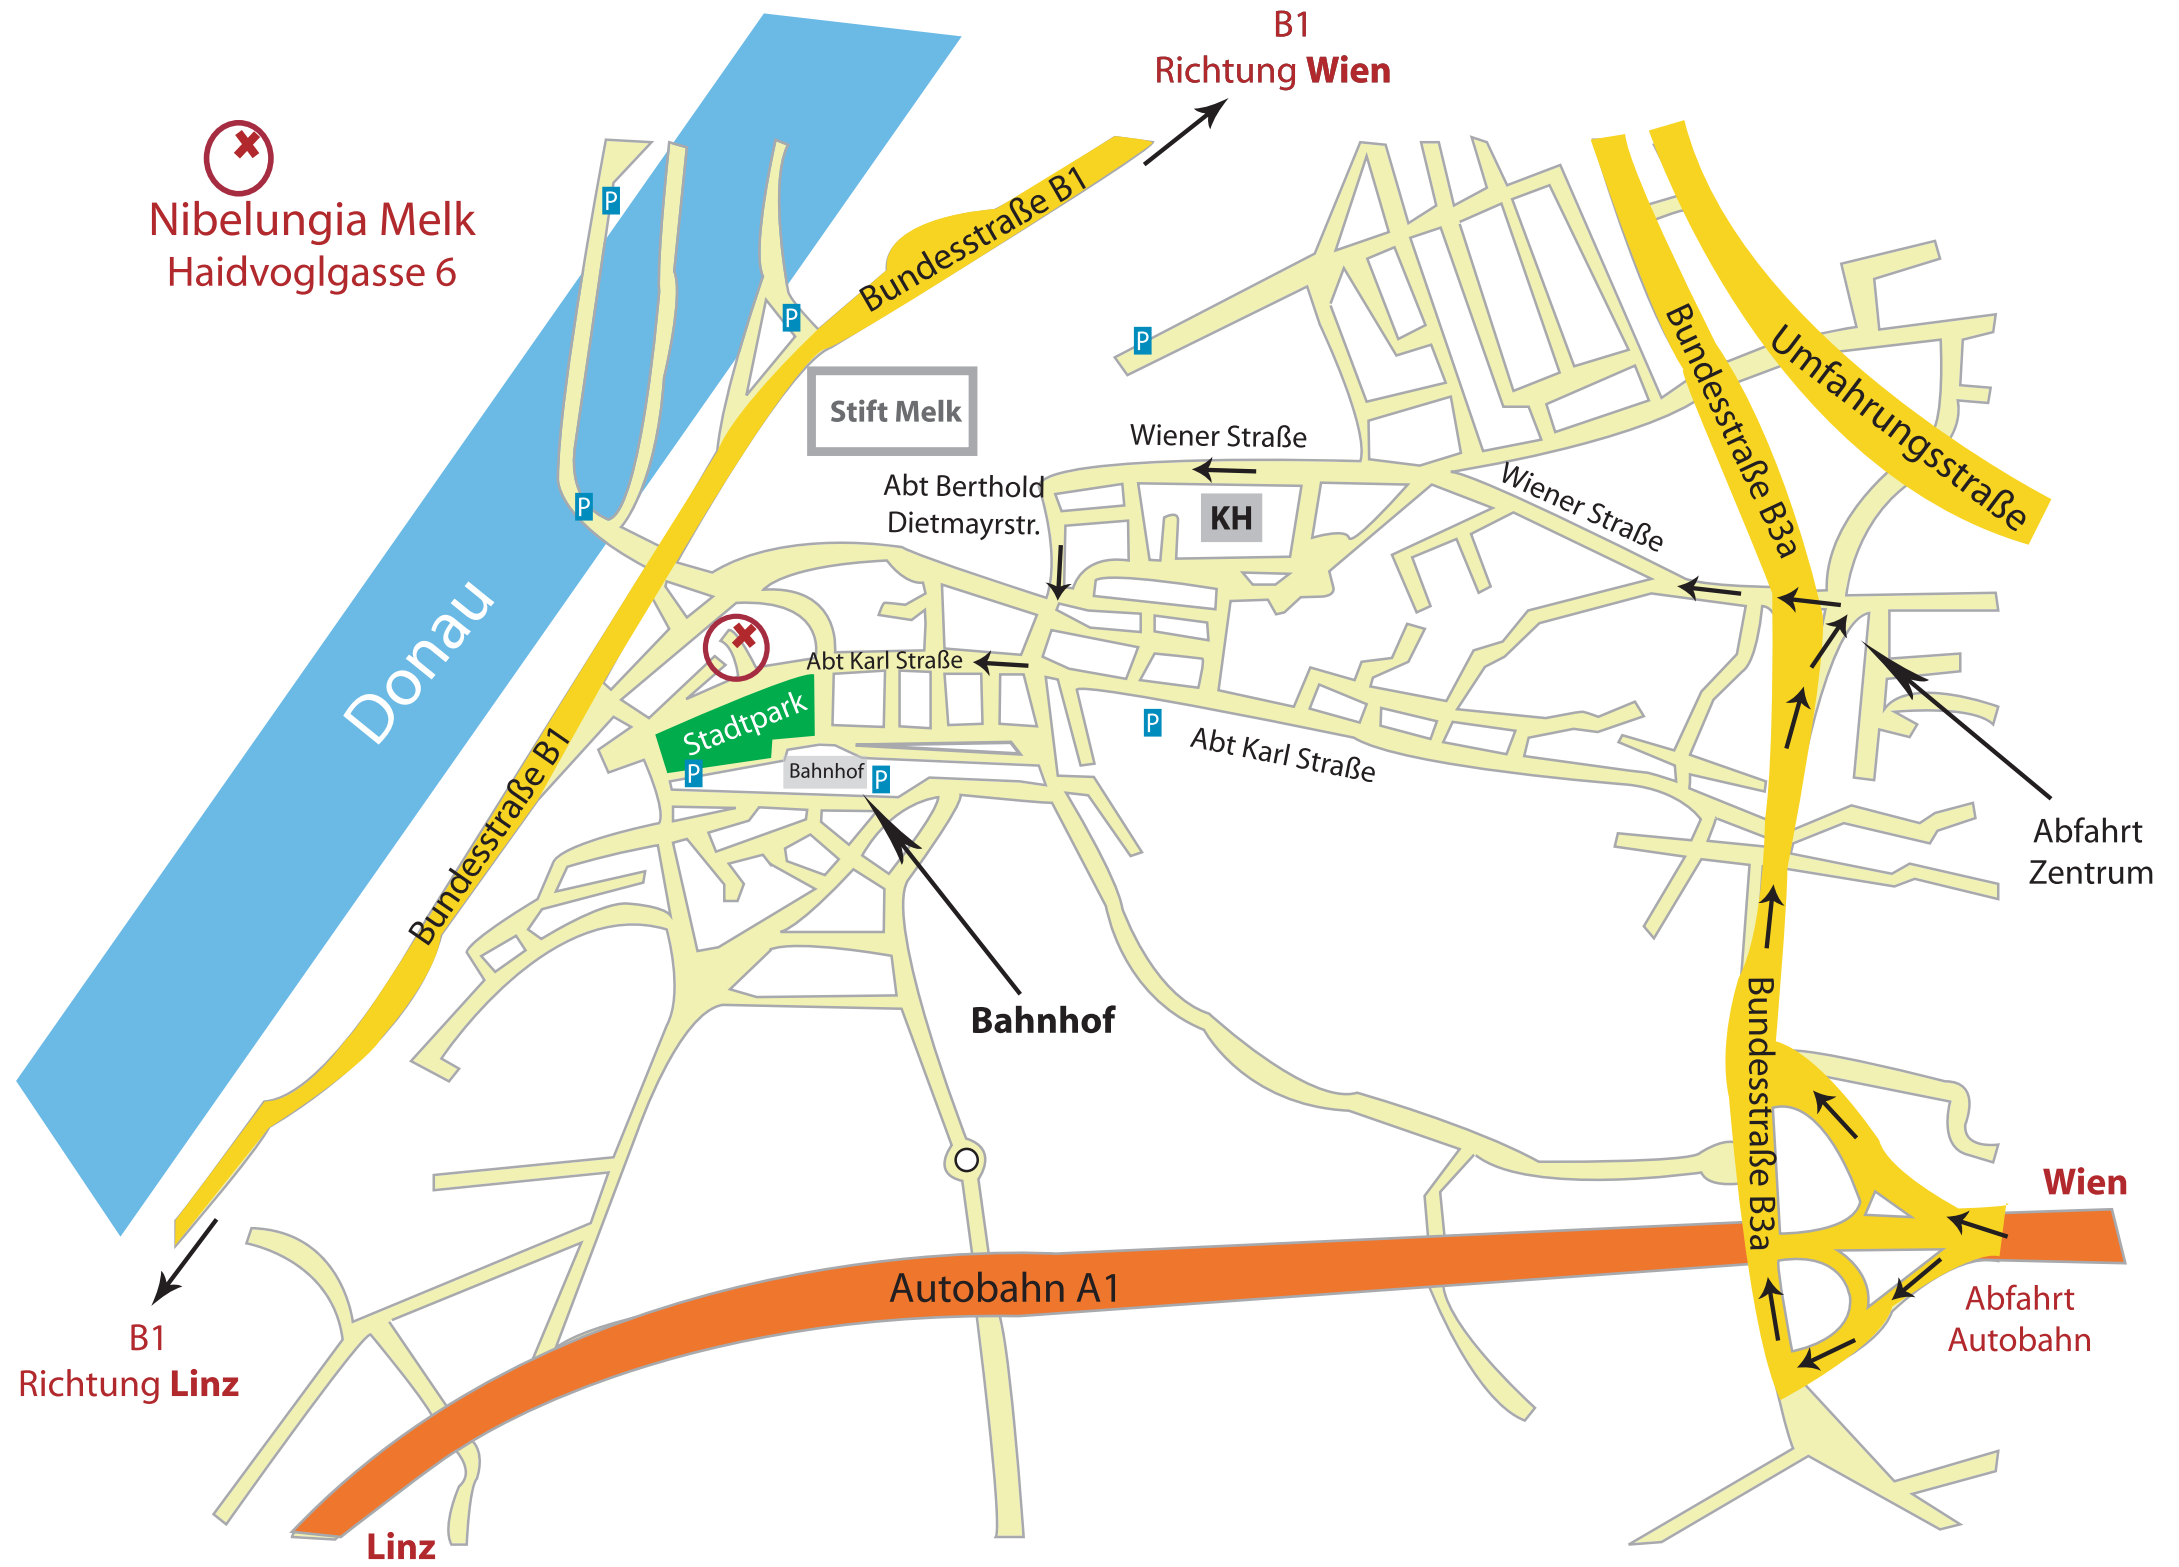 B1
Richtung Wien
Nibelungia Melk
Haidvoglgasse 6
P
P
P
P
Bundesstraße B1
Stift Melk
Wiener Straße
Abt Berthold
Dietmayrstr.
KH
Wiener Straße
Bundesstraße B3a
Umfahrungsstraße
Donau
Abt Karl Straße
Stadtpark
P
Bahnhof
P
P
Abt Karl Straße
Bundesstraße B1
Abfahrt
Zentrum
Bahnhof
Bundesstraße B3a
Wien
Autobahn A1
Abfahrt
Autobahn
B1
Richtung Linz
Linz